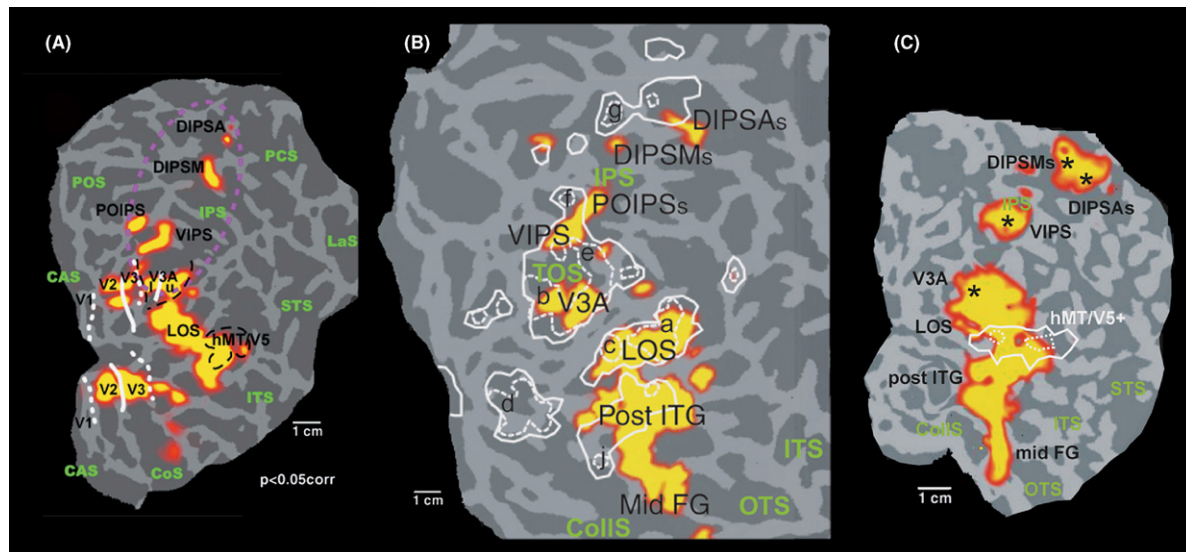 (A)
DIPSA
PCS
DIPSM
POS
IPS
POIPS
VIPS
LaS
CAS
V2 V3 V3A
l u
V1
STS
LOS
hMT/V5
V2 V3
V1
ITS
1 cm
CAS
CoS
p<0.05corr
(B)
g
DIPSAs
DIPSMs
IPS
f
POIPSs
VIPS
e
TOS
b V3A
a
c LOS
d
Post ITG
j
ITS
1 cm
Mid FG
OTS
CollS
(C)
DIPSMs
* *
DIPSAs
IPS
*
VIPS
V3A
*
LOS
hMT/V5+
post ITG
STS
CollS
ITS
mid FG
1 cm
OTS